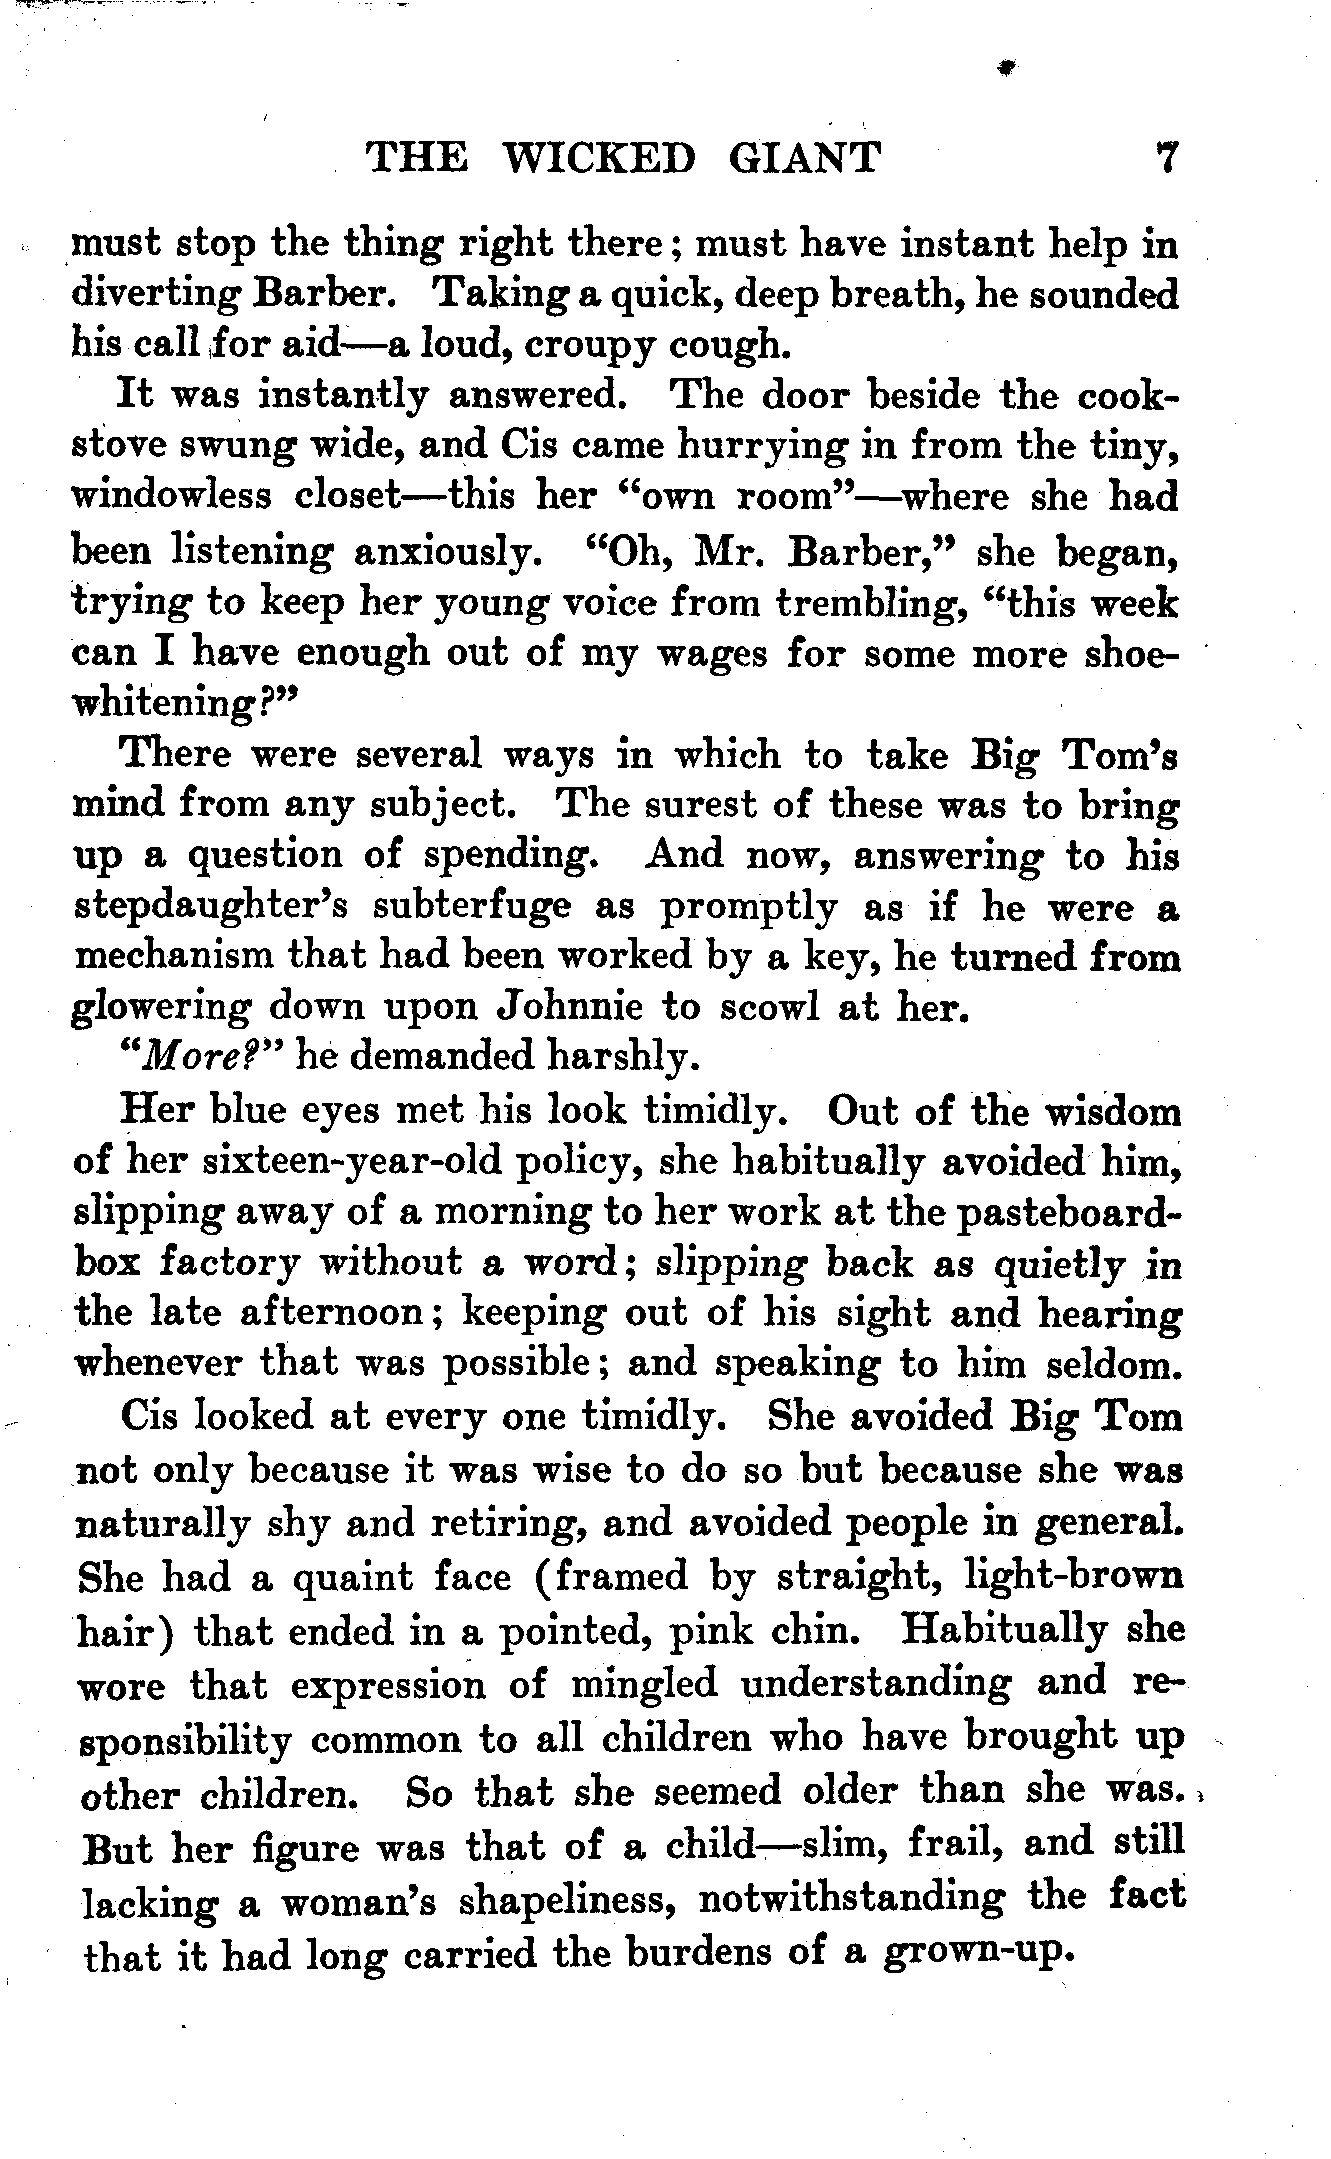 THE WICKED GIANT 7
must stop the thing right there; must have instant help in
diverting Barber. Taking a quick, deep breath, he sounded
his call for aid—a loud, croupy cough.
It was instantly answered. The door beside the cook-
stove swung wide, and Cis came hurrying in from the tiny,
windowless closet—this her “own room”—where she had
been listening anxiously. “Oh, Mr. Barber,” she began,
trying to keep her young voice from trembling, “this week
can I have enough out of my wages for some more shoe-
whitening?”
There were several ways in which to take Big Tom’s
mind from any subject. The surest of these was to bring
up a question of spending. And now, answering to his
stepdaughter’s subterfuge as promptly as if he were a
mechanism that had been worked by a key, he turned from
glowering down upon Johnnie to scowl at her.
“More?” he demanded harshly.
Her blue eyes met his look timidly. Out of the wisdom
of her sixteen-year-old policy, she habitually avoided him,
slipping away of a morning to her work at the pasteboard-
box factory without a word; slipping back as quietly in
the late afternoon; keeping out of his sight and hearing
whenever that was possible; and speaking to him seldom.
Cis looked at every one timidly. She avoided Big Tom
not only because it was wise to do so but because she was
naturally shy and retiring, and avoided people in general.
She had a quaint face (framed by straight, light-brown
hair) that ended in a pointed, pink chin. Habitually she
wore that expression of mingled understanding and re-
sponsibility common to all children who have brought up
other children. So that she seemed older than she was.
But her figure was that of a child—slim, frail, and still
lacking a woman’s shapeliness, notwithstanding the fact
that it had long carried the burdens of a grown-up.